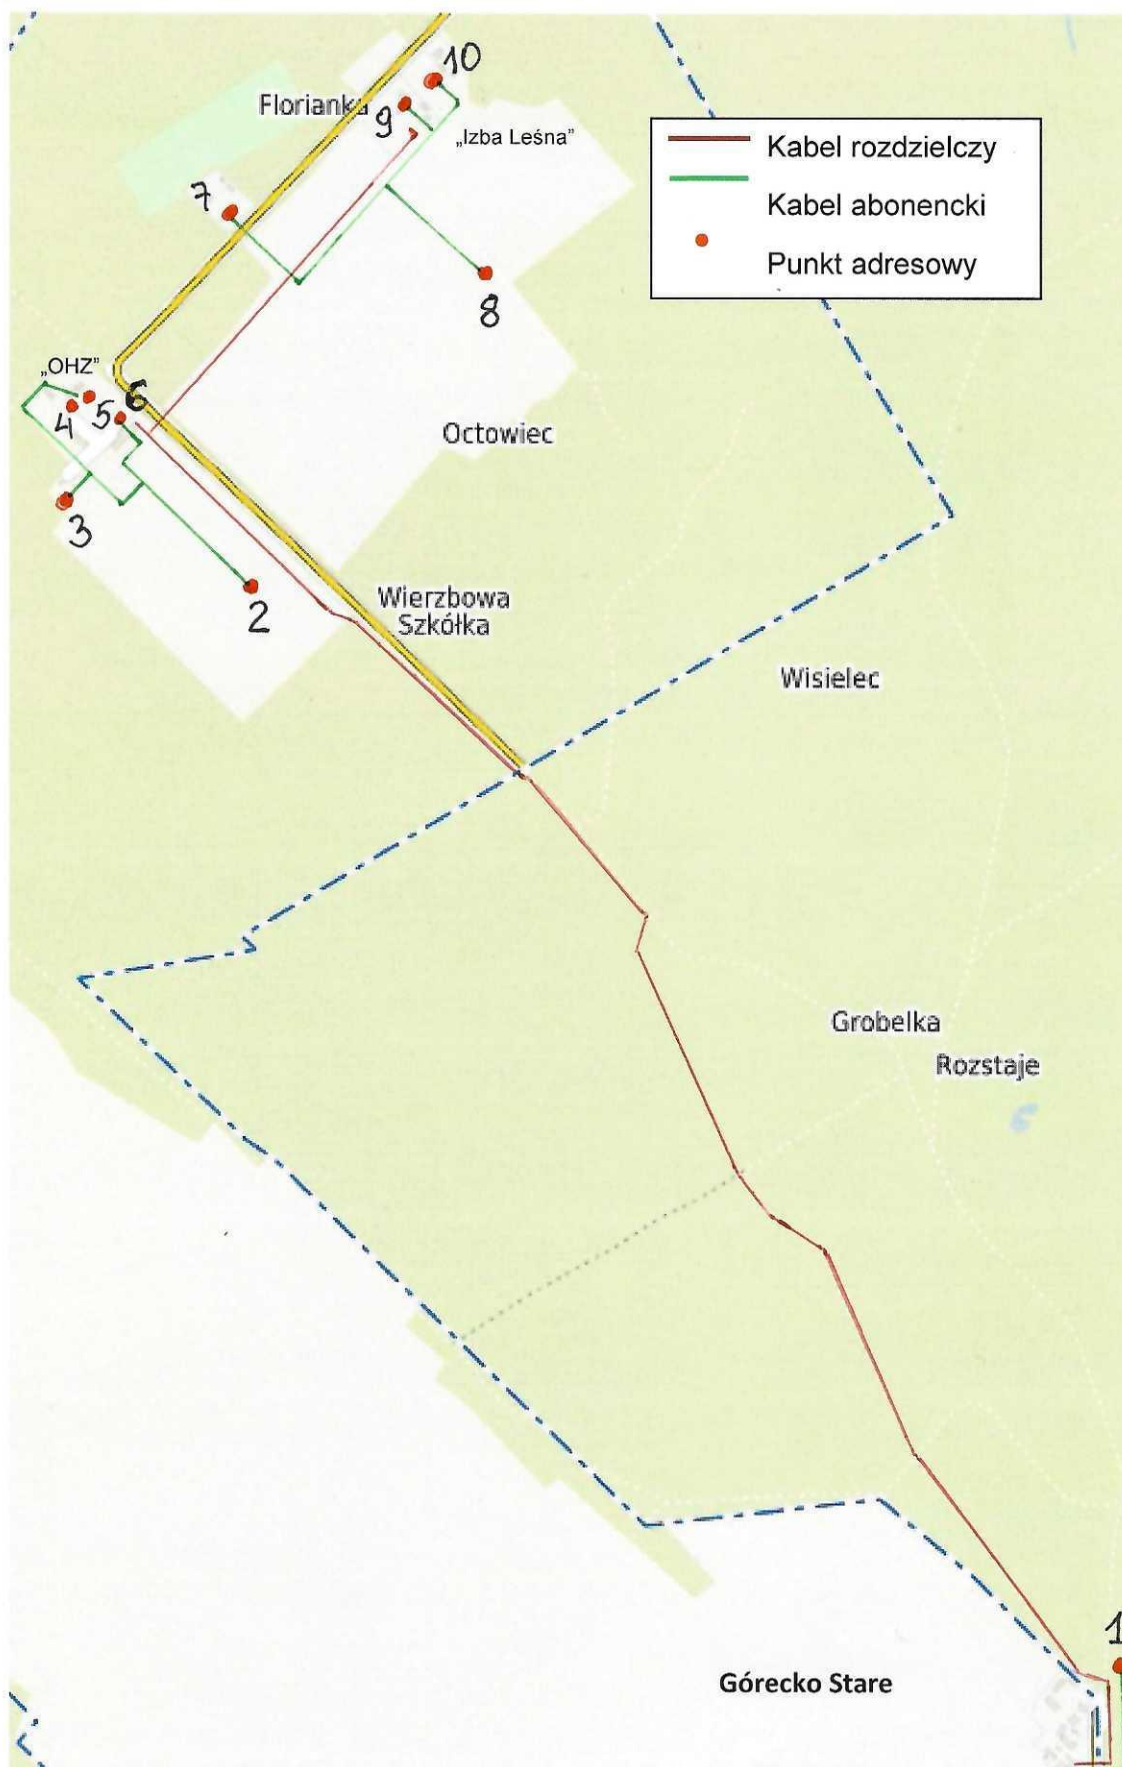 10
Florianka
9
„Izba Leśna”
Kabel rozdzielczy
Kabel abonencki
Punkt adresowy
7
8
„OHZ”
6
4
5
Octowiec
3
2
Wierzbowa
Szkółka
Wisielec
Grobelka
Rozstaje
1
Górecko Stare